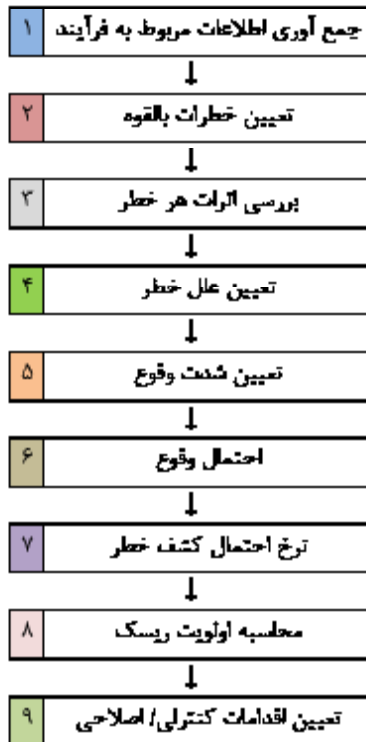 ۱ جمع آوری اطلاعات مربوط به فرآیند
۲ تعیین خطرات بالقوه
۳ بررسی اثرات هر خطر
۴ تعیین علل خطر
۵ تعیین شدت وقوع
۶ احتمال وقوع
۷ نرخ احتمال کشف خطر
۸ محاسبه اولویت ریسک
۹ تعیین اقدامات کنترلی/ اصلاحی